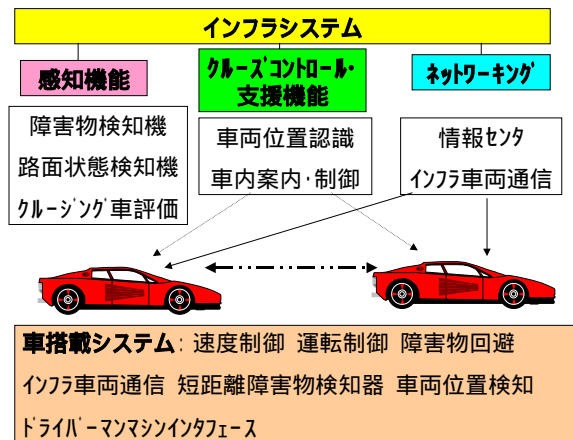 インフラシステム
感知機能
障害物検知機
路面状態検知機
ｸﾙｰｼﾞﾝｸﾞ車評価
ｸﾙｰｽﾞｺﾝﾄﾛｰﾙ･
支援機能
車両位置認識
車内案内･制御
ﾈｯﾄﾜｰｷﾝｸﾞ
情報ｾﾝﾀ
ｲﾝﾌﾗ車両通信
車搭載システム: 速度制御 運転制御 障害物回避
ｲﾝﾌﾗ車両通信 短距離障害物検知器 車両位置検知
ﾄﾞﾗｲﾊﾞｰﾏﾝﾏｼﾝｲﾝﾀﾌｪｰｽ